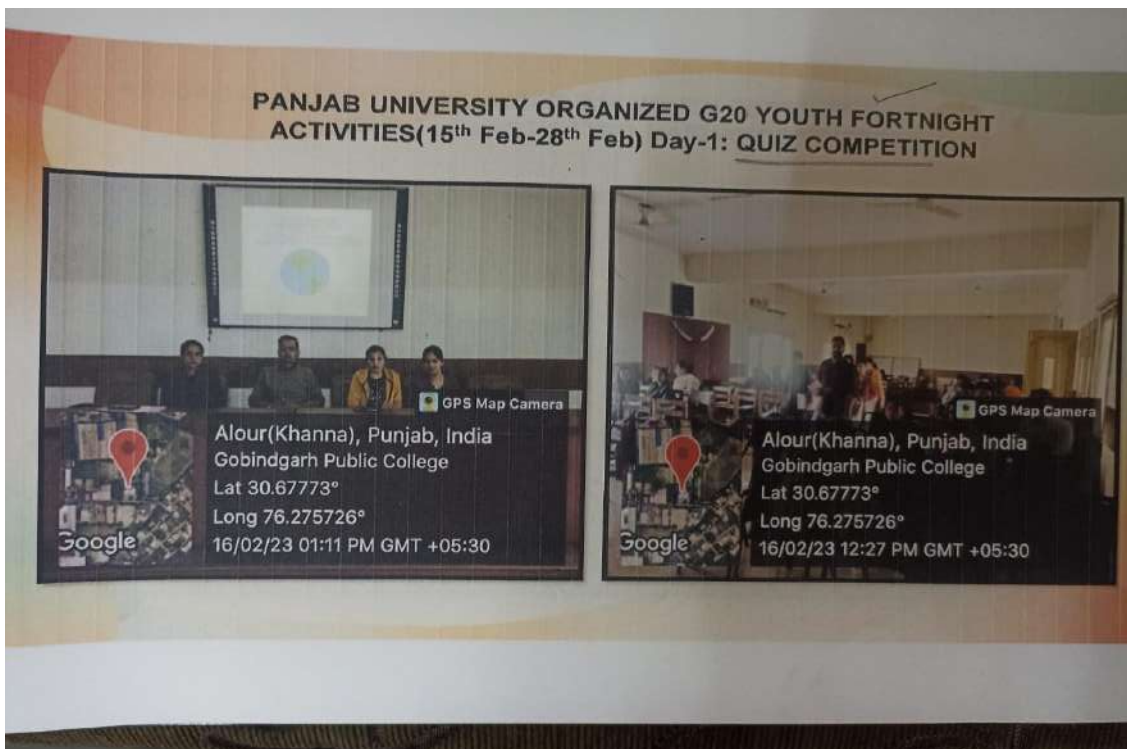 PANJAB UNIVERSITY ORGANIZED G20 YOUTH FORTNIGHT
ACTIVITIES(15th Feb-28th Feb) Day-1: QUIZ COMPETITION
GPS Map Camera
Alour(Khanna), Punjab, India
Gobindgarh Public College
Lat 30.67773°
Long 76.275726°
16/02/23 01:11 PM GMT +05:30
Google
GPS Map Camera
Alour(Khanna), Punjab, India
Gobindgarh Public College
Lat 30.67773°
Long 76.275726°
16/02/23 12:27 PM GMT +05:30
Google